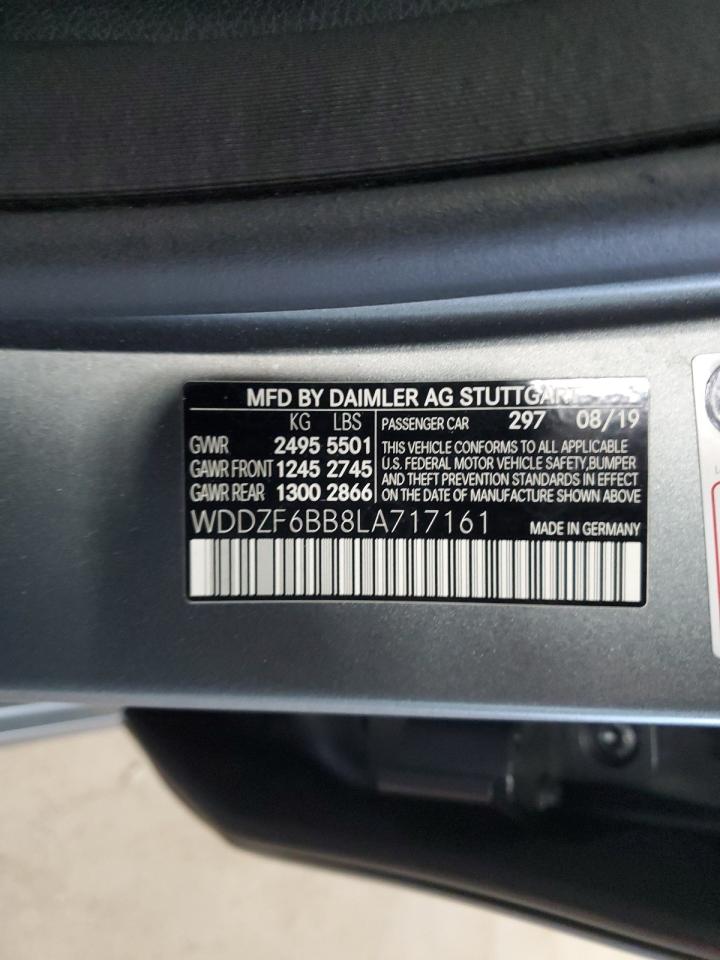 MFD BY DAIMLER AG STUTTGART
KG LBS
GVWR 2495 5501
GAWR FRONT 1245 2745
GAWR REAR 1300 2866
PASSENGER CAR 297 08/19
THIS VEHICLE CONFORMS TO ALL APPLICABLE
U.S. FEDERAL MOTOR VEHICLE SAFETY,BUMPER
AND THEFT PREVENTION STANDARDS IN EFFECT
ON THE DATE OF MANUFACTURE SHOWN ABOVE
WDDZF6BB8LA717161
MADE IN GERMANY